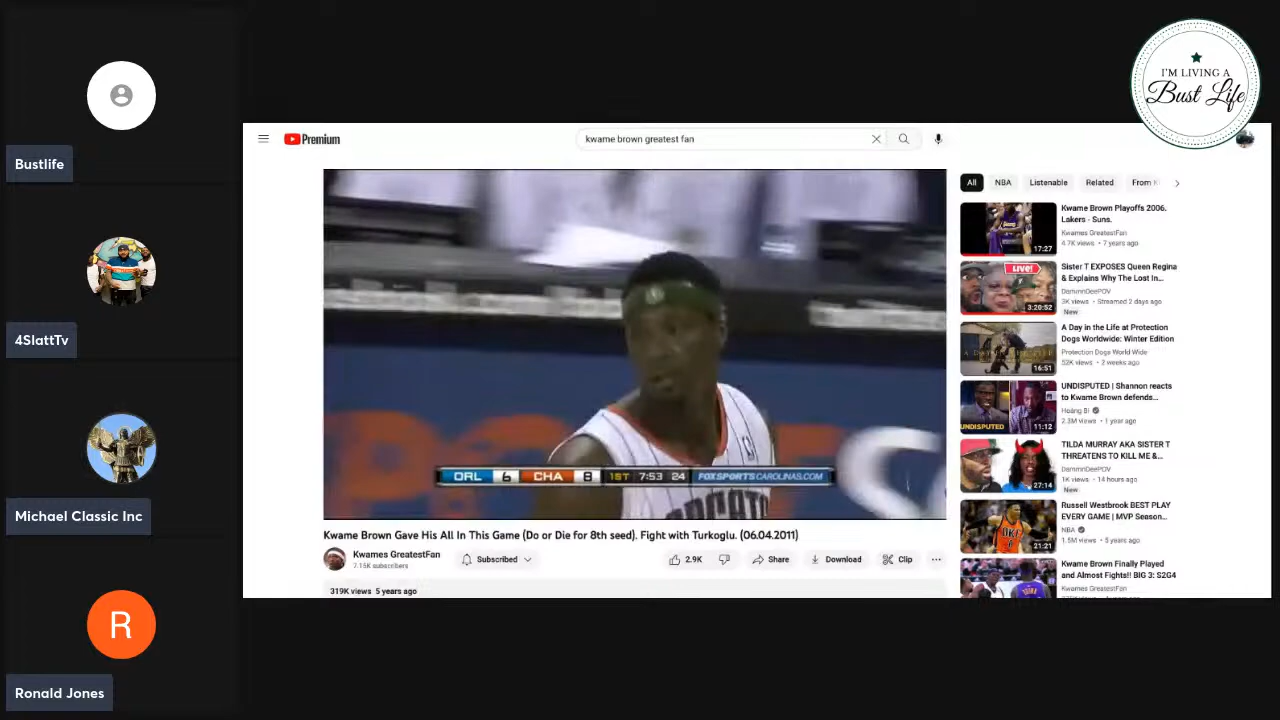 I'M LIVING A
Bust Life
Bustlife
4SlattTv
Michael Classic Inc
R
Ronald Jones
Premium
kwame brown greatest fan
ORL 6 CHA 8 1ST 7:53 24 FOXSPORTSCAROLINAS.COM
Kwame Brown Gave His All In This Game (Do or Die for 8th seed). Fight with Turkoglu. (06.04.2011)
Kwames GreatestFan
7.15K subscribers
Subscribed
2.9K
Share
Download
Clip
319K views 5 years ago
All
NBA
Listenable
Related
Kwame Brown Playoffs 2006.
Lakers - Suns.
Kwames GreatestFan
4.7K views • 7 years ago
17:27
LIVE!
Sister T EXPOSES Queen Regina
& Explains Why The Lost In...
DamnnDeePOV
3K views • Streamed 2 days ago
New
3:20:52
A Day in the Life at Protection
Dogs Worldwide: Winter Edition
Protection Dogs World Wide
52K views • 2 weeks ago
16:51
UNDISPUTED | Shannon reacts
to Kwame Brown defends...
Hoàng Bi
2.3M views • 1 year ago
UNDISPUTED
11:12
TILDA MURRAY AKA SISTER T
THREATENS TO KILL ME &...
DamnnDeePOV
1K views • 14 hours ago
New
27:14
Russell Westbrook BEST PLAY
EVERY GAME | MVP Season...
NBA
1.5M views • 5 years ago
21:21
Kwame Brown Finally Played
and Almost Fights!! BIG 3: S2G4
Kwames GreatestFan